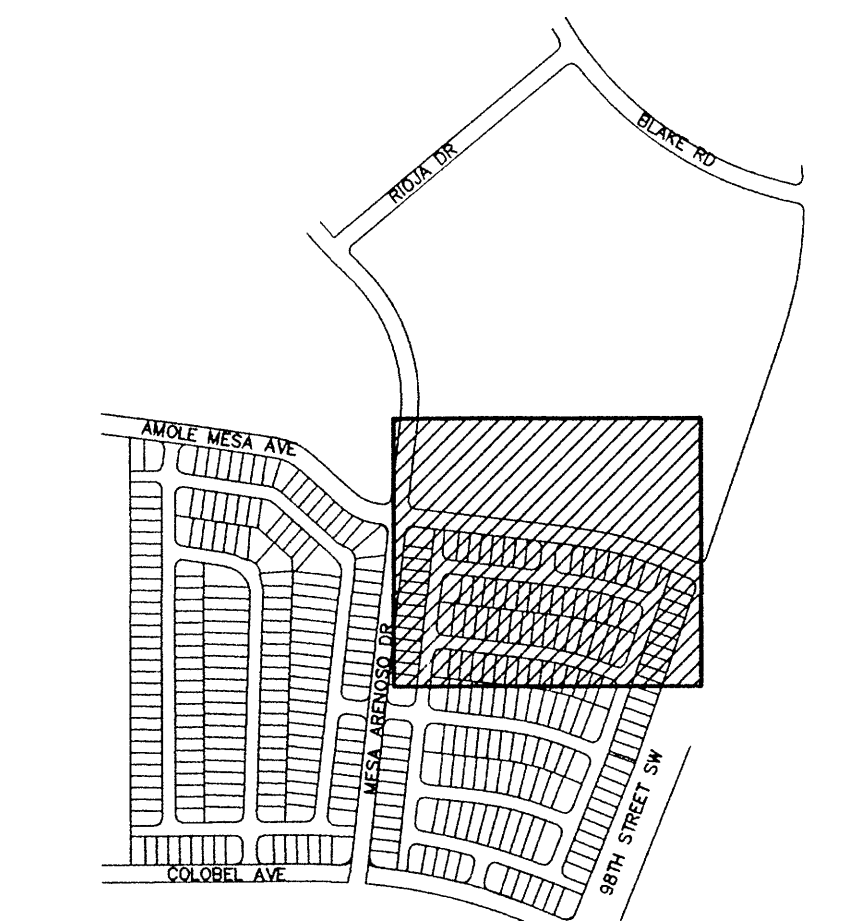 BLAKE RD
RIOJA DR
AMOLE MESA AVE
MESA ARENOSO DR
98TH STREET SW
COLOBEL AVE